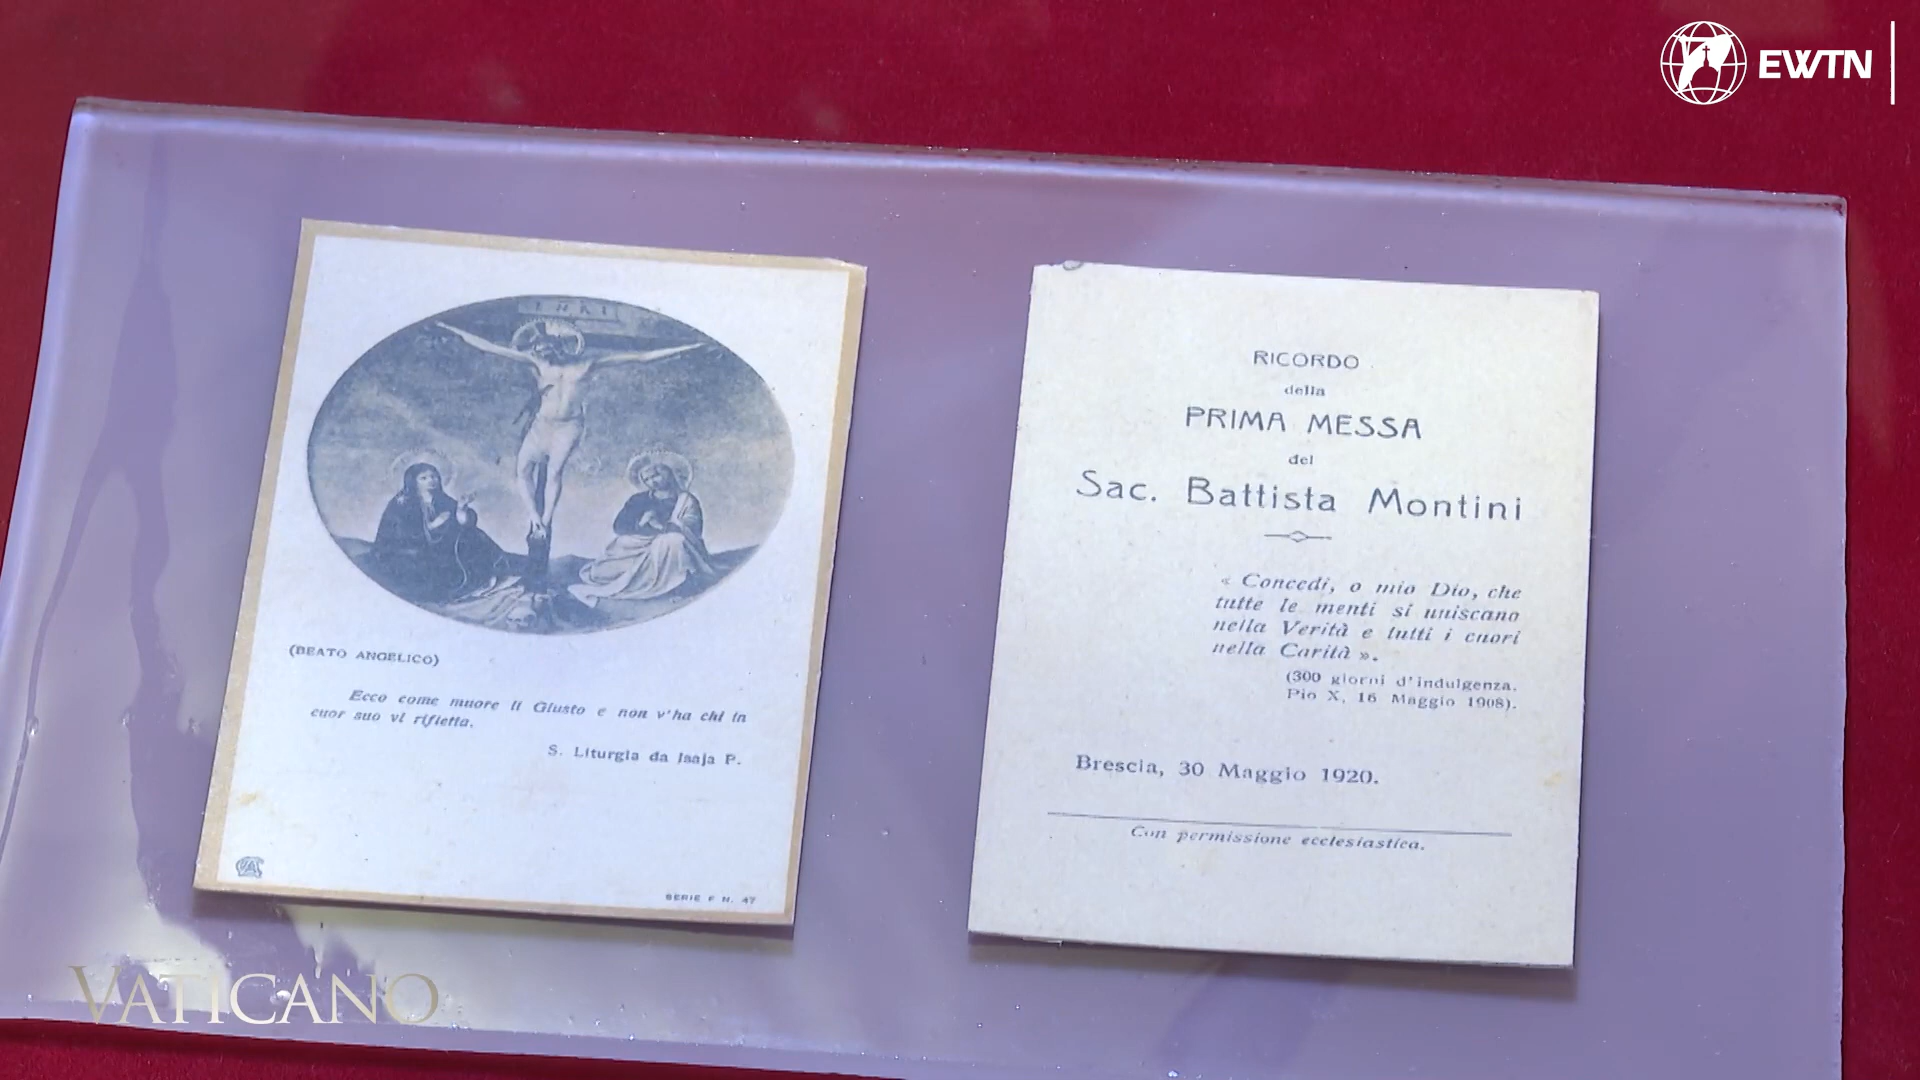 EWTN
INRI
(BEATO ANGELICO)
Ecco come muore il Giusto e non v'ha chi in
cuor suo vi rifletta.
S. Liturgia da Isaja P.
SERIE F N. 47
RICORDO
della
PRIMA MESSA
del
Sac. Battista Montini
« Concedi, o mio Dio, che
tutte le menti si uniscano
nella Verità e tutti i cuori
nella Carità ».
(300 giorni d'indulgenza.
Pio X, 16 Maggio 1908).
Brescia, 30 Maggio 1920.
Con permissione ecclesiastica.
VATICANO